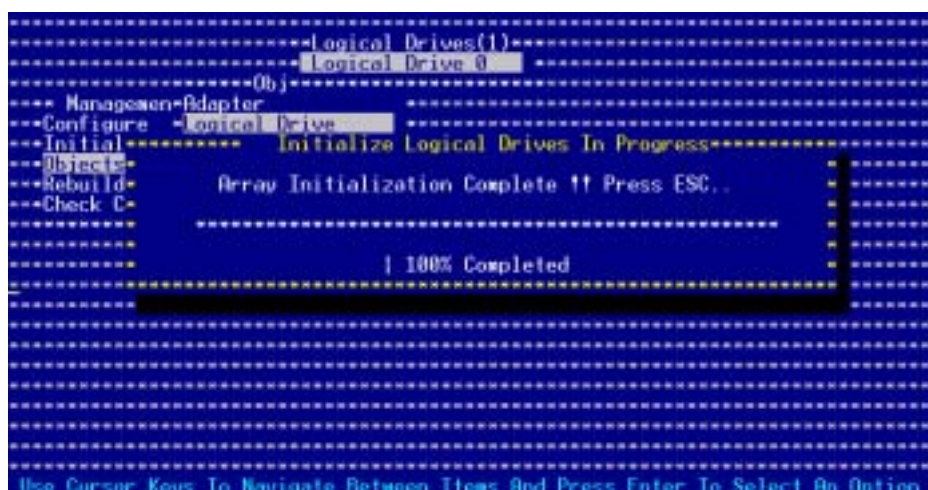 Logical Drives(1)
Logical Drive 0
Obj
Managemen Adapter
Configure Logical Drive
Initial Initialize Logical Drives In Progress
Objects
Rebuild Array Initialization Complete !! Press ESC..
Check C
| 100% Completed
Use Cursor Keys To Navigate Between Items And Press Enter To Select An Option